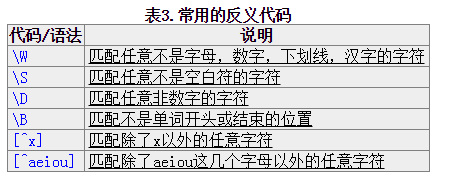 表3.常用的反义代码
代码/语法 说明
\W 匹配任意不是字母，数字，下划线，汉字的字符
\S 匹配任意不是空白符的字符
\D 匹配任意非数字的字符
\B 匹配不是单词开头或结束的位置
[^x] 匹配除了x以外的任意字符
[^aeiou] 匹配除了aeiou这几个字母以外的任意字符